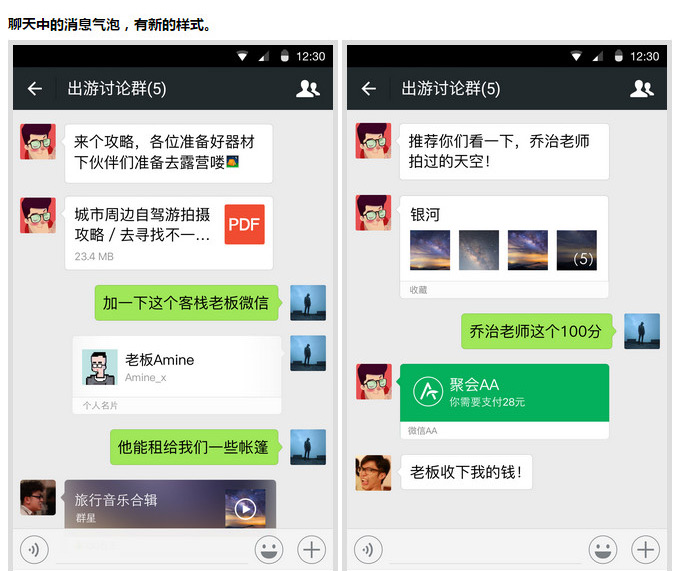 聊天中的消息气泡，有新的样式。
12:30
出游讨论群(5)
来个攻略，各位准备好器材
下伙伴们准备去露营喽
城市周边自驾游拍摄
攻略／去寻找不一…
PDF
23.4 MB
加一下这个客栈老板微信
老板Amine
Amine_x
个人名片
他能租给我们一些帐篷
旅行音乐合辑
群星
12:30
出游讨论群(5)
推荐你们看一下，乔治老师
拍过的天空！
银河
(5)
收藏
乔治老师这个100分
聚会AA
你需要支付28元
微信AA
老板收下我的钱！